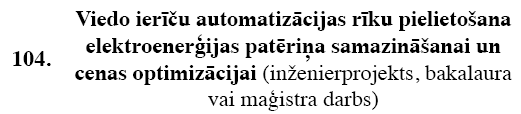 Viedo ierīču automatizācijas rīku pielietošana
elektroenerģijas patēriņa samazināšanai un
104. cenas optimizācijai (inženierprojekts, bakalaura
vai maģistra darbs)